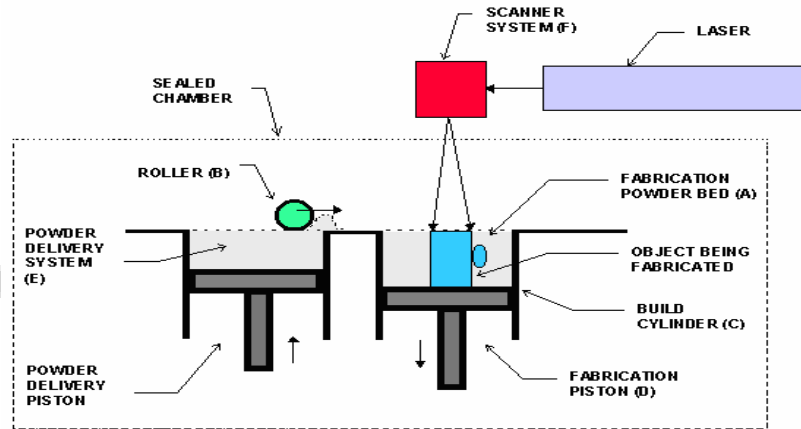 SCANNER
SYSTEM (F)
LASER
SEALED
CHAMBER
ROLLER (B)
FABRICATION
POWDER BED (A)
POWDER
DELIVERY
SYSTEM
(E)
OBJECT BEING
FABRICATED
BUILD
CYLINDER (C)
POWDER
DELIVERY
PISTON
FABRICATION
PISTON (D)